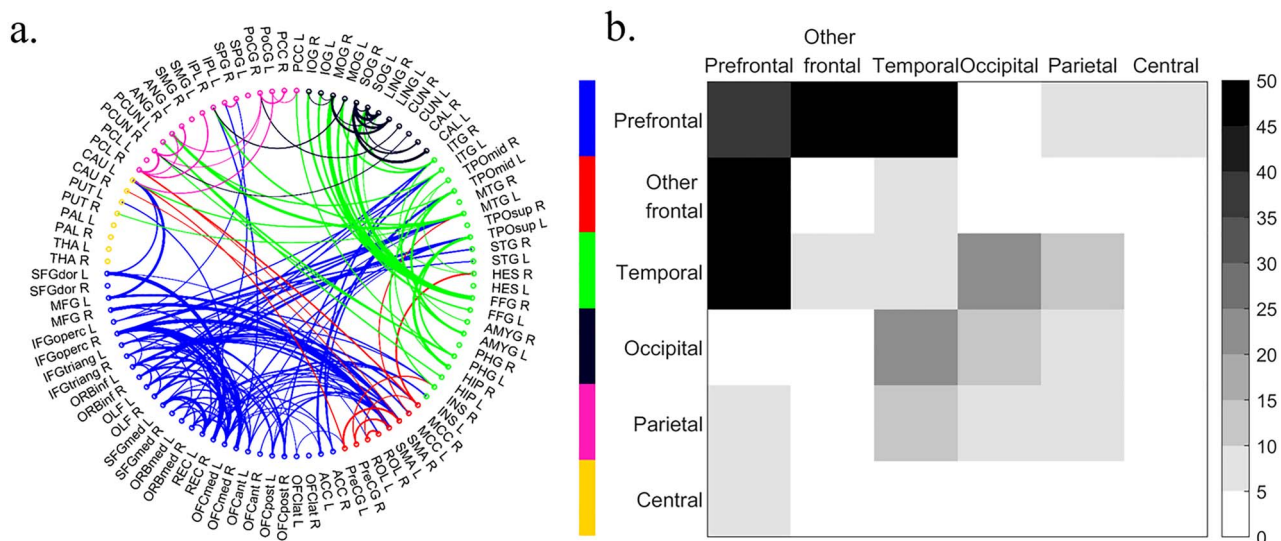 a.
PCC L
IOG R
IOG L
MOG R
MOG L
SOG R
SOG L
LING R
LING L
CUN R
CUN L
CAL R
CAL L
ITG R
ITG L
TPOmid R
TPOmid L
MTG R
MTG L
TPOsup R
TPOsup L
STG R
STG L
HES R
HES L
FFG R
FFG L
AMYG R
AMYG L
PHG R
PHG L
HIP R
HIP L
INS R
INS L
MCC R
MCC L
SMA R
SMA L
ROL R
ROL L
PreCG R
PreCG L
ACC R
ACC L
OFClat R
OFClat L
OFCpost R
OFCpost L
OFCant R
OFCant L
OFCmed R
OFCmed L
REC R
REC L
ORBmed R
ORBmed L
SFGmed R
SFGmed L
OLF R
OLF L
ORBinf R
ORBinf L
IFGtriang R
IFGtriang L
IFGoperc R
IFGoperc L
MFG R
MFG L
SFGdor R
SFGdor L
THA R
THA L
PAL R
PAL L
PUT R
PUT L
CAU R
CAU L
PCL R
PCL L
PCUN R
PCUN L
ANG R
ANG L
SMG R
SMG L
IPL R
IPL L
SPG R
SPG L
PoCG R
PoCG L
PCC R
b.
Other
Prefrontal frontal Temporal Occipital Parietal Central
Prefrontal
Other
frontal
Temporal
Occipital
Parietal
Central
50
45
40
35
30
25
20
15
10
5
0